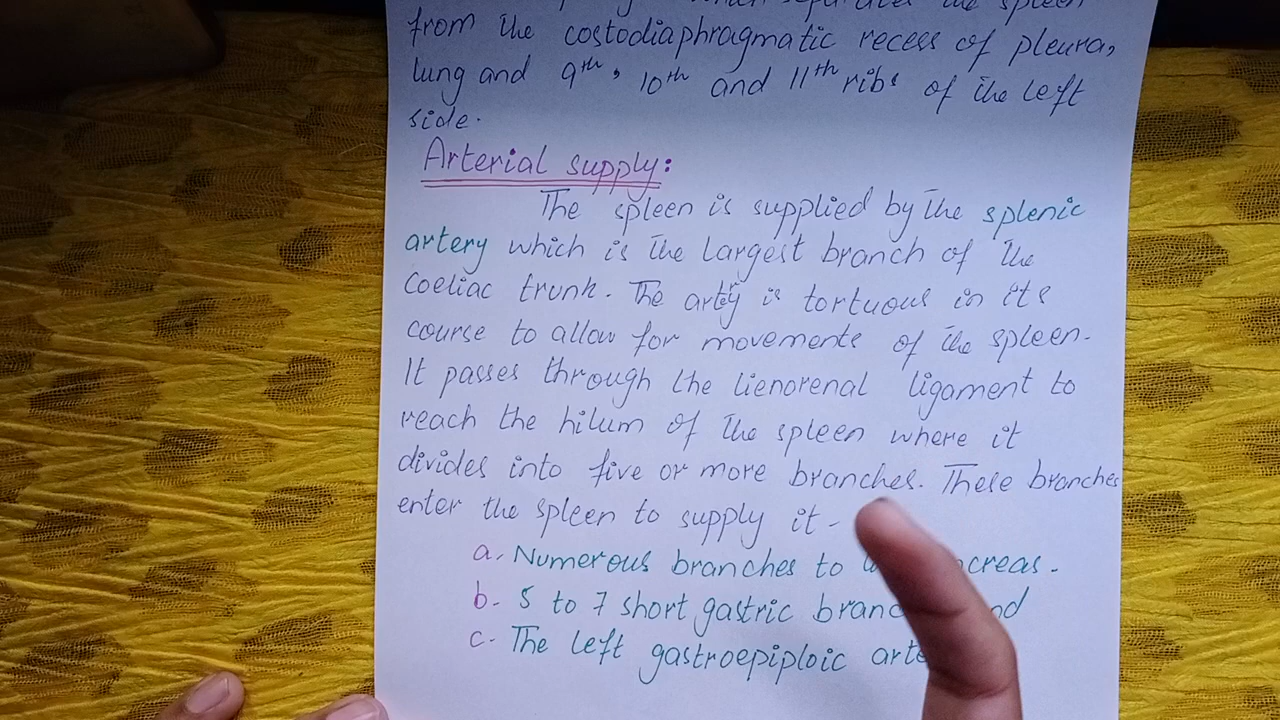 the spleen
from the costodiaphragmatic recess of pleura,
lung and 9th, 10th and 11th ribs of the left
side.
Arterial supply:
The spleen is supplied by the splenic
artery which is the largest branch of the
coeliac trunk. The artey is tortuous in its
course to allow for movements of the spleen.
It passes through the lienorenal ligament to
reach the hilum of the spleen where it
divides into five or more branches. These branches
enter the spleen to supply it-
a. Numerous branches to
b. 5 to 7 short gastric
c. The left gastroepiploic